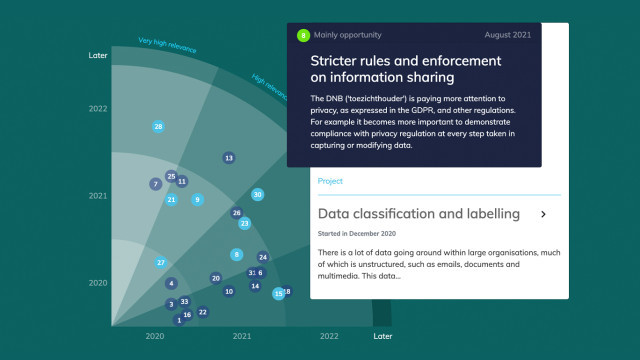 Very high relevance
High relevance
Later
2022
2021
2020
28
13
7
25
11
21
9
30
26
23
27
8
24
31
6
4
20
14
10
15
18
3
33
16
22
1
2020
2021
2022
Later
8
Mainly opportunity
August 2021
Stricter rules and enforcement
on information sharing
The DNB ('toezichthouder') is paying more attention to
privacy, as expressed in the GDPR, and other regulations.
For example it becomes more important to demonstrate
compliance with privacy regulation at every step taken in
capturing or modifying data.
Project
Data classification and labelling
Started in December 2020
There is a lot of data going around within large organisations, much
of which is unstructured, such as emails, documents and
multimedia. This data...